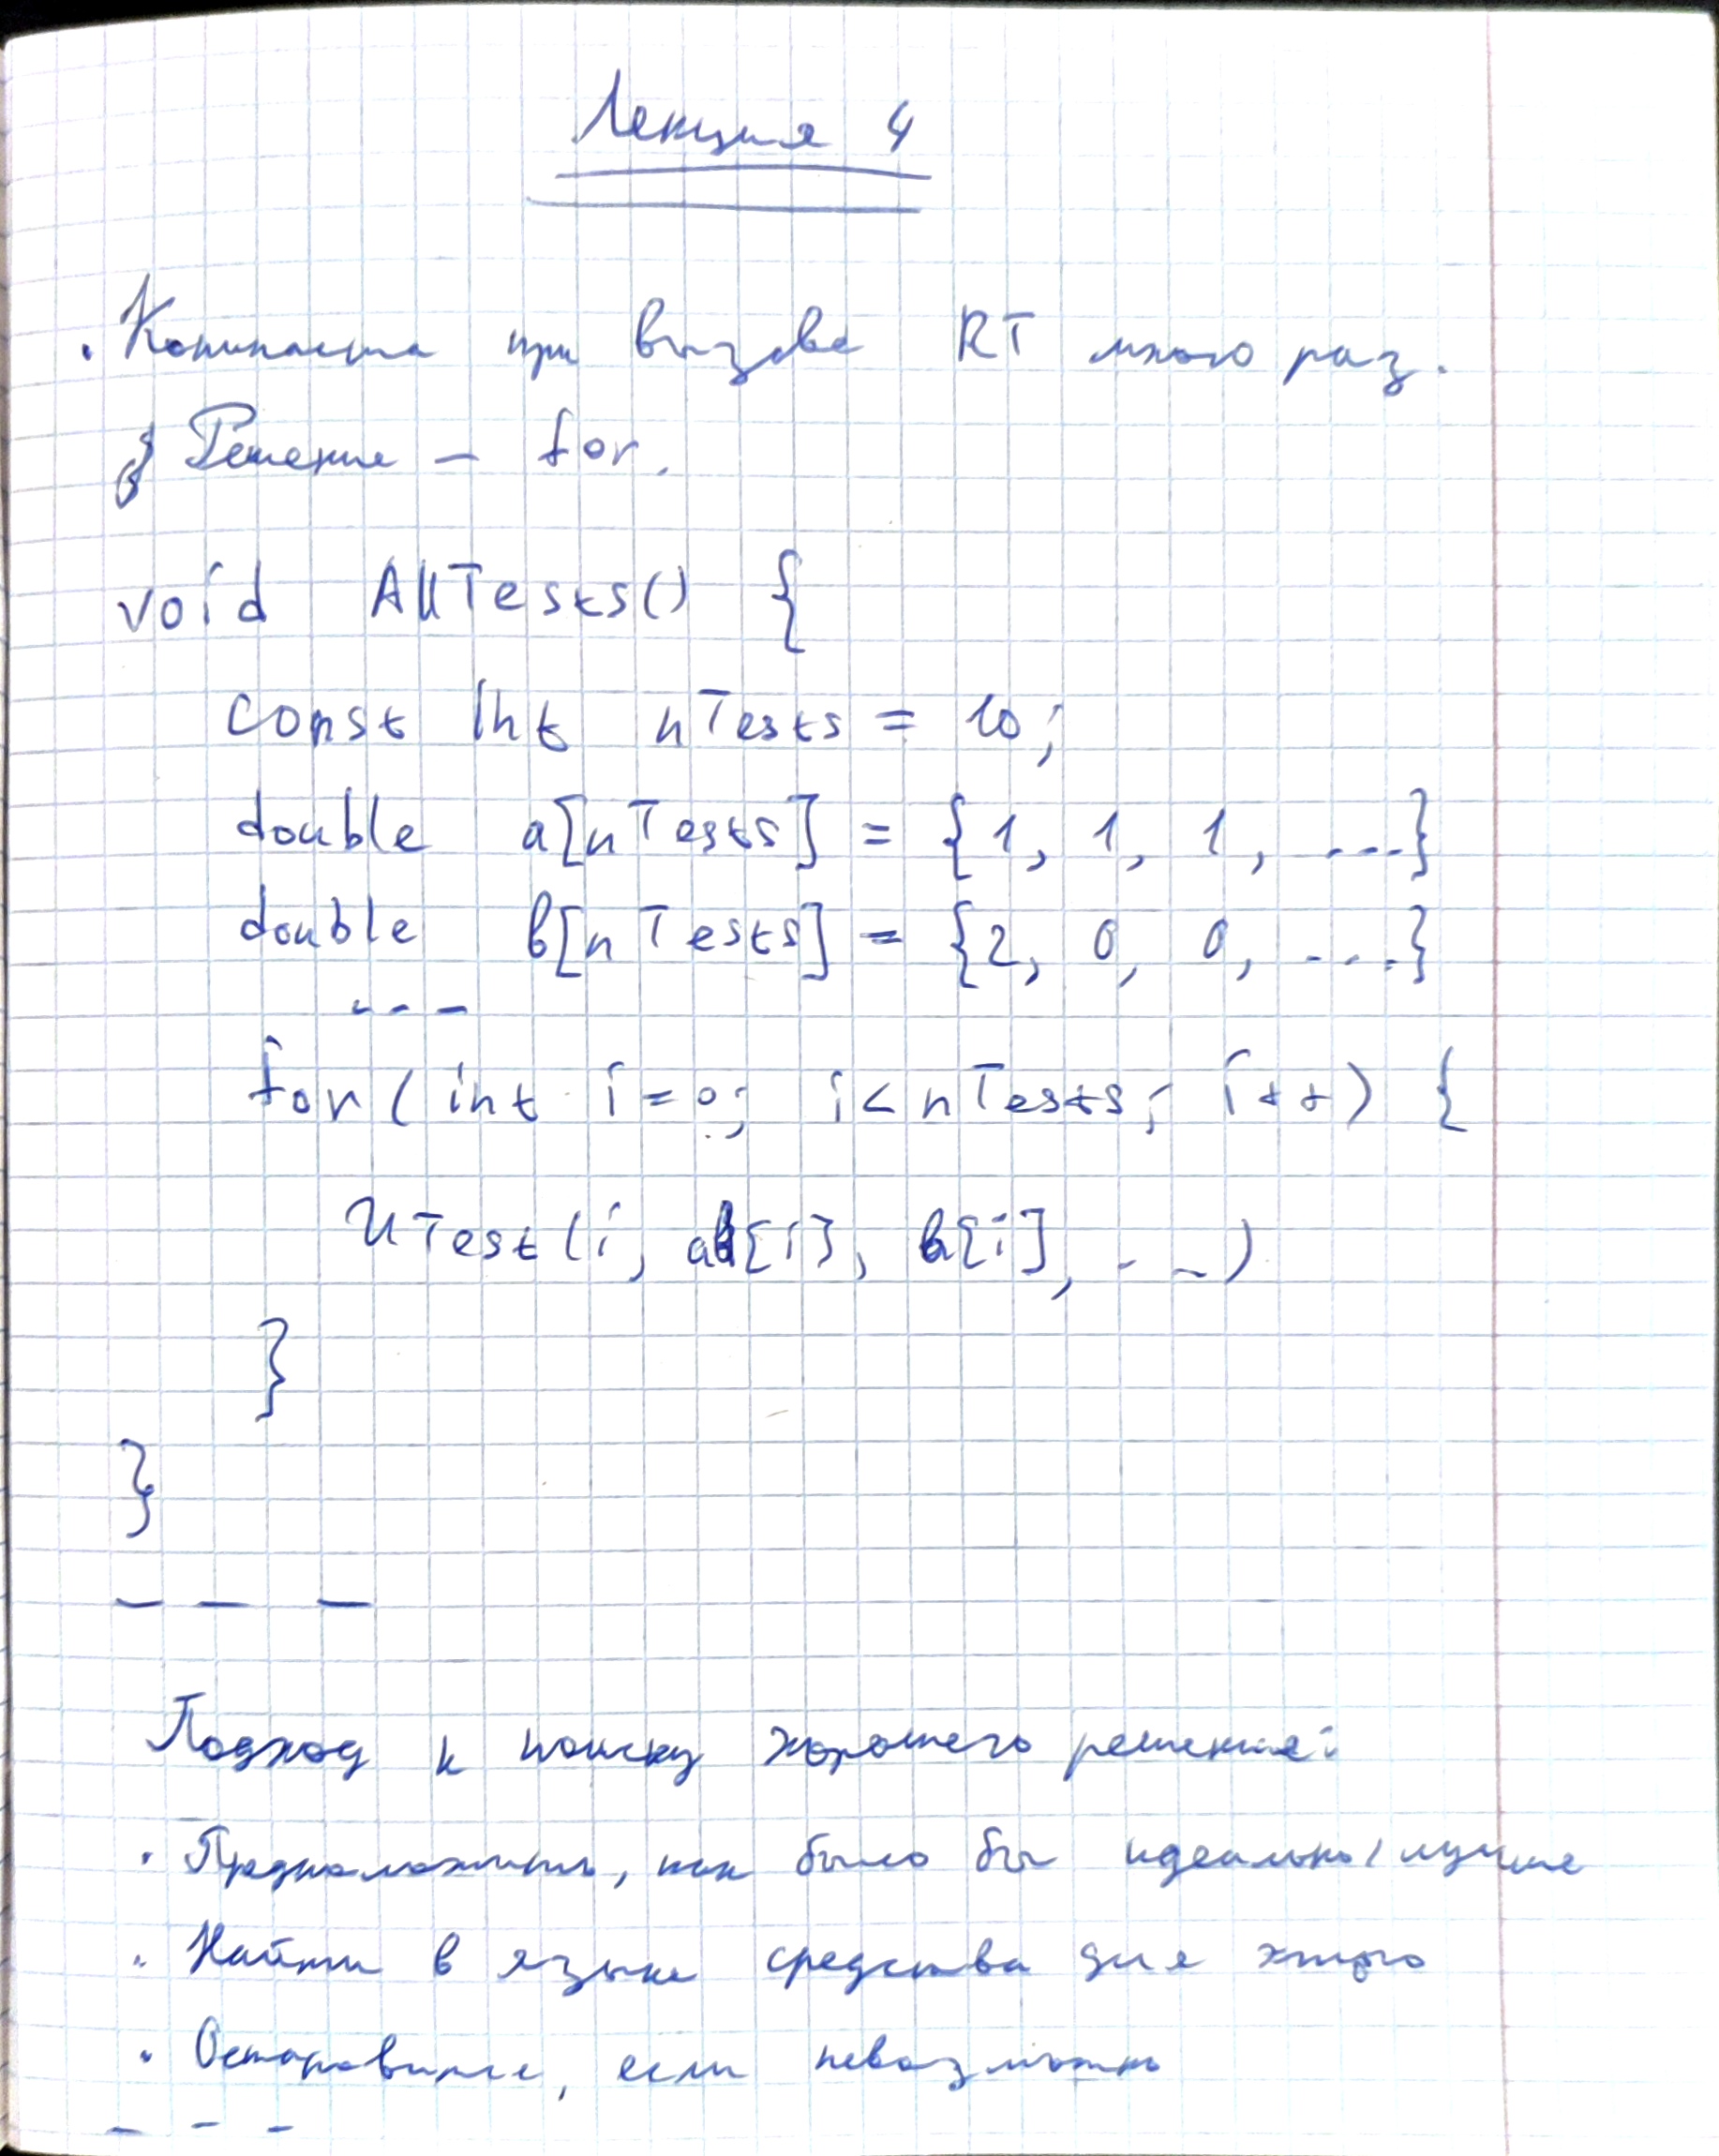 Лекция 4
· Копипаста при вызове RT много раз.
Решение – for.
void AllTests() {
const int nTests = 10;
double a[nTests] = {1, 1, 1, ...}
double b[nTests] = {2, 0, 0, ...}
---
for (int i=0; i<nTests; i++) {
UTest(i, a[i], b[i], ...)
}
}
– – –
Подход к поиску хорошего решения:
· Предположить, как было бы идеально/лучше
· Найти в языке средства для этого
· Остановиться, если невозможно
- - -